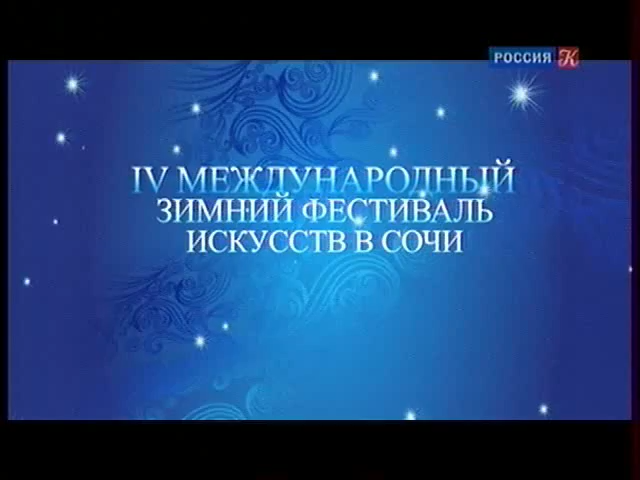 РОССИЯ К
IV МЕЖДУНАРОДНЫЙ
ЗИМНИЙ ФЕСТИВАЛЬ
ИСКУССТВ В СОЧИ